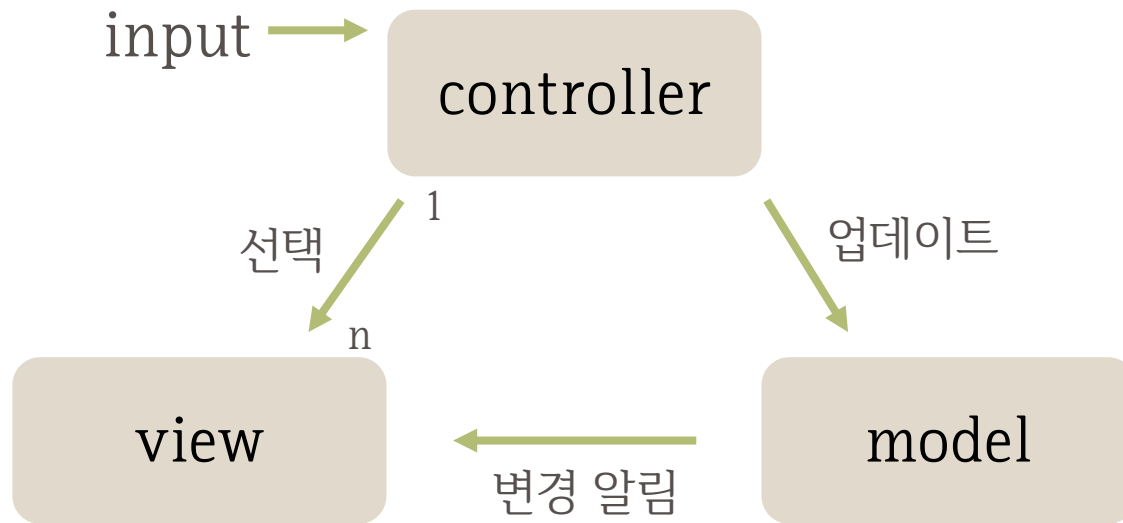 input
controller
1
선택
업데이트
n
view
model
변경 알림